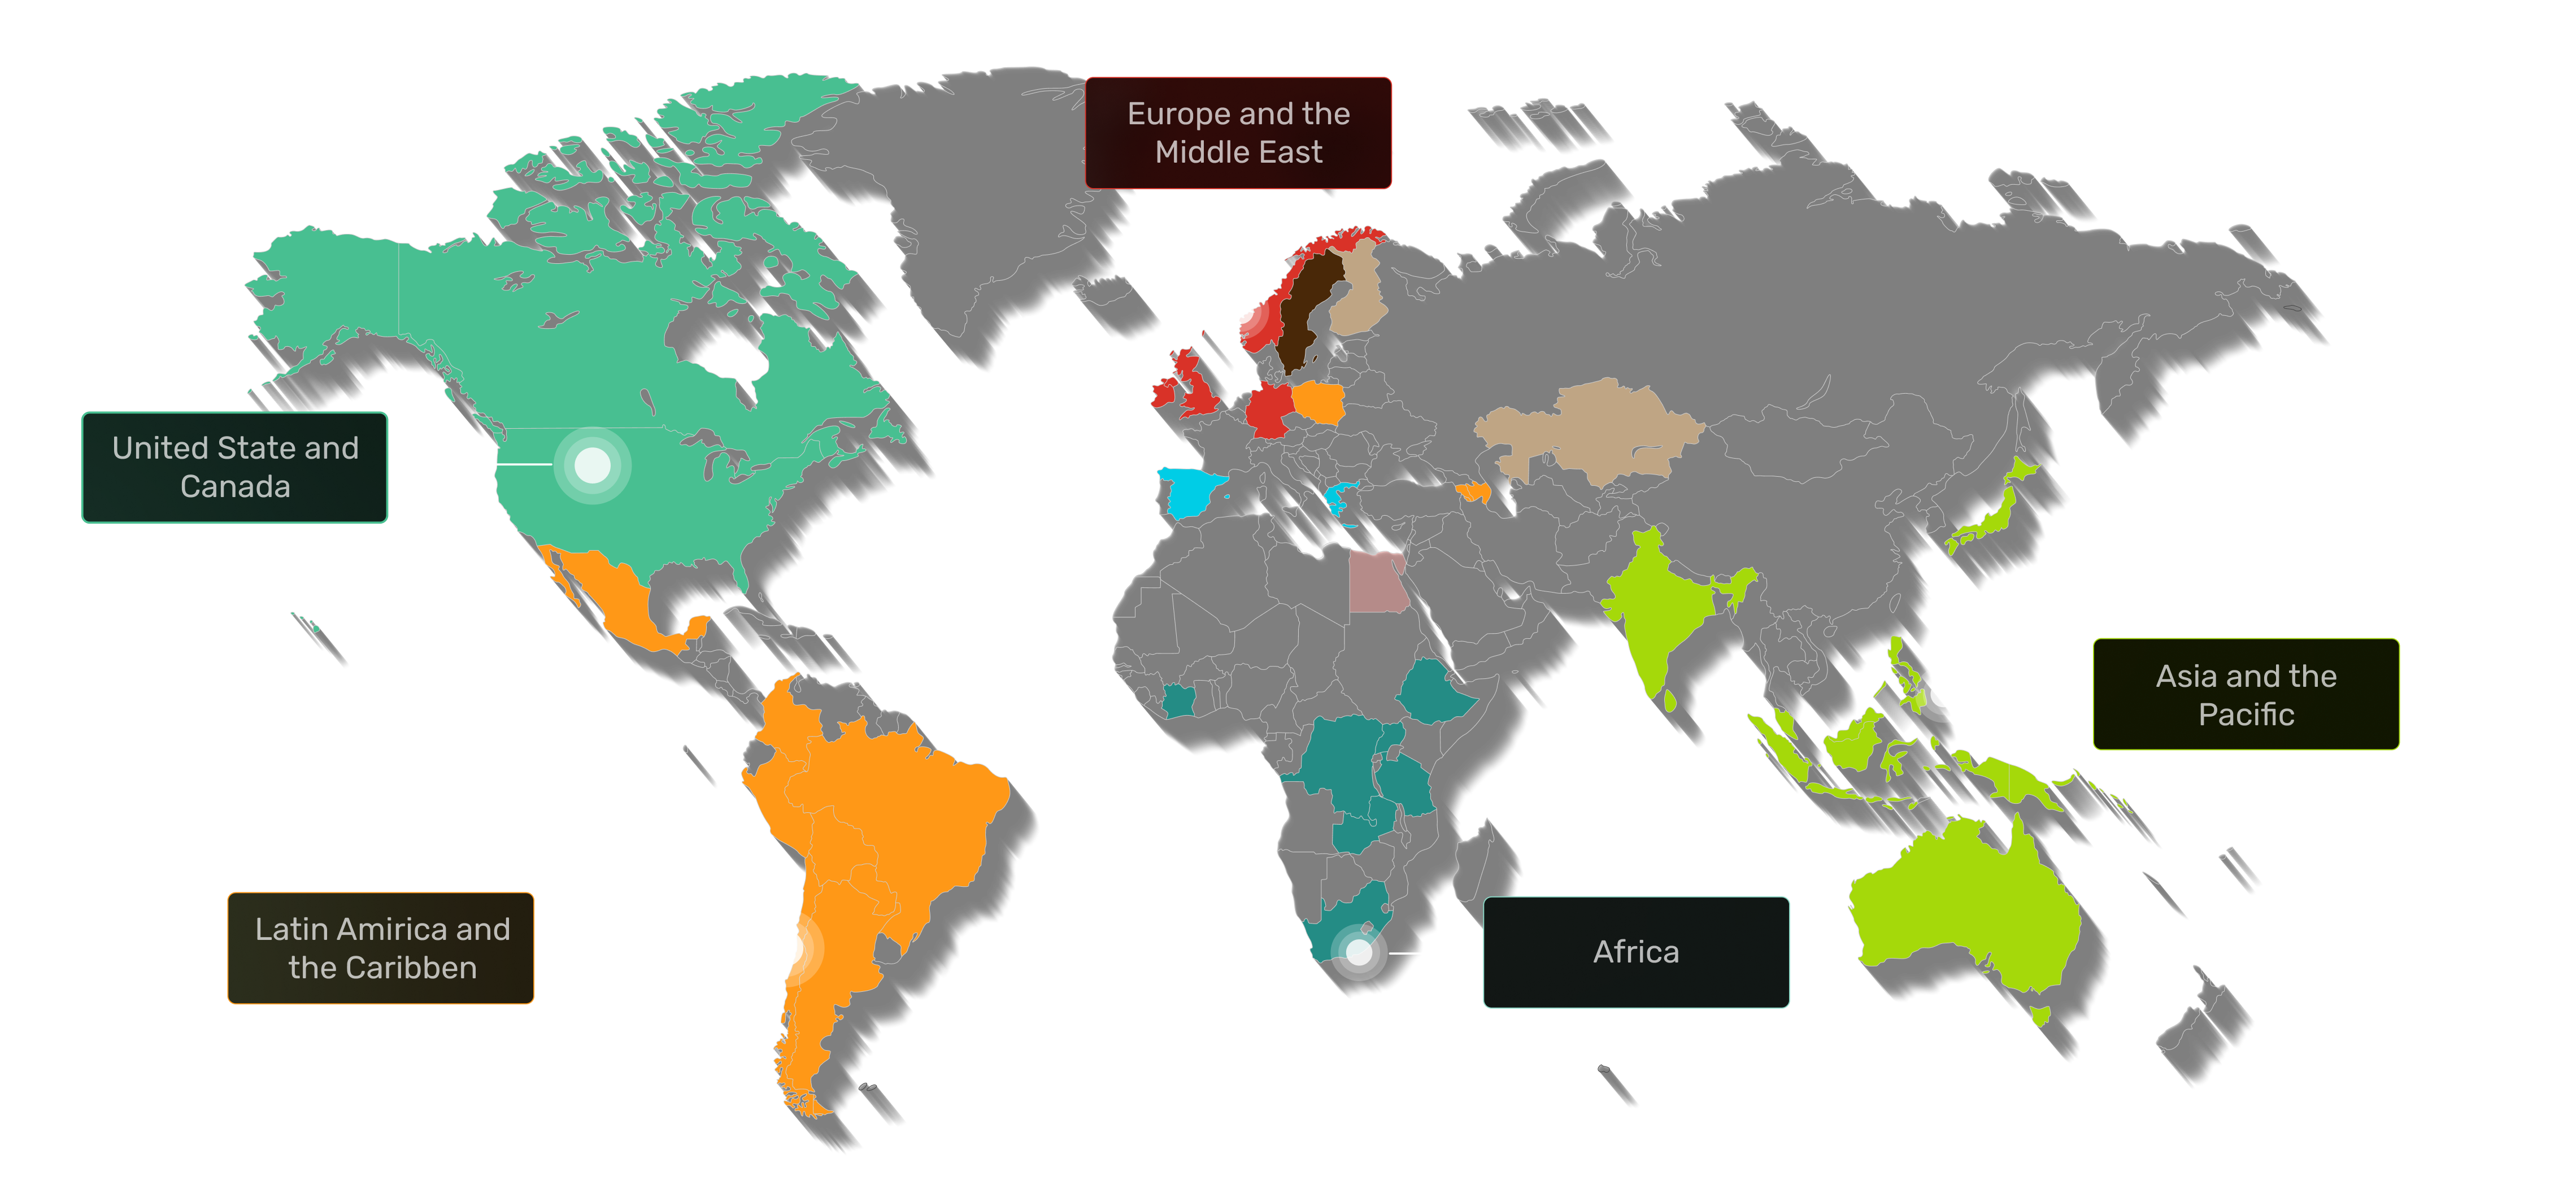 Europe and the
Middle East
United State and
Canada
Asia and the
Pacific
Latin Amirica and
the Caribben
Africa